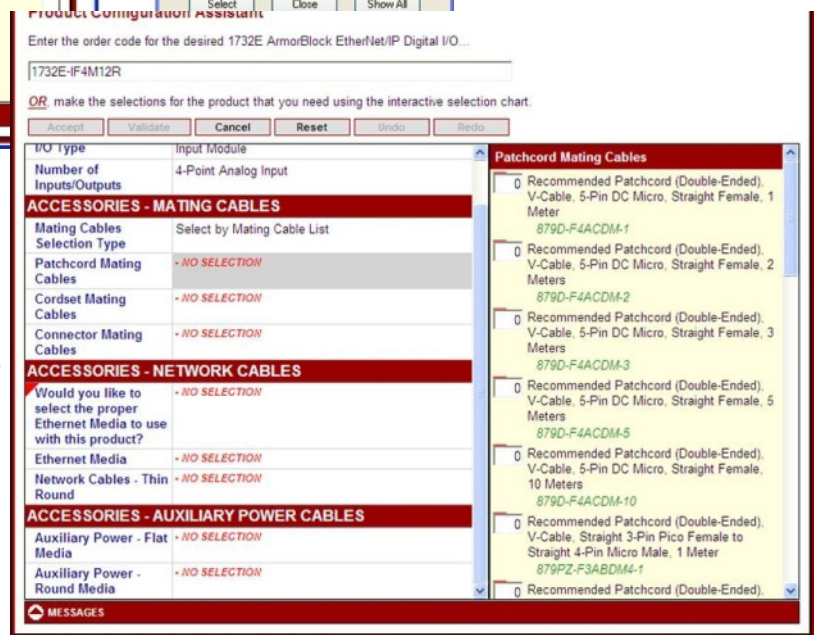 Select Close Show All
Product Configuration Assistant
Enter the order code for the desired 1732E ArmorBlock EtherNet/IP Digital I/O...
1732E-IF4M12R
OR, make the selections for the product that you need using the interactive selection chart.
Accept Validate Cancel Reset Undo Redo
I/O Type Input Module
Number of
Inputs/Outputs
4-Point Analog Input
ACCESSORIES - MATING CABLES
Mating Cables
Selection Type
Select by Mating Cable List
Patchcord Mating
Cables
- NO SELECTION
Cordset Mating
Cables
- NO SELECTION
Connector Mating
Cables
- NO SELECTION
ACCESSORIES - NETWORK CABLES
Would you like to
select the proper
Ethernet Media to use
with this product?
- NO SELECTION
Ethernet Media - NO SELECTION
Network Cables - Thin
Round
- NO SELECTION
ACCESSORIES - AUXILIARY POWER CABLES
Auxiliary Power - Flat
Media
- NO SELECTION
Auxiliary Power -
Round Media
- NO SELECTION
Patchcord Mating Cables
0 Recommended Patchcord (Double-Ended),
V-Cable, 5-Pin DC Micro, Straight Female, 1
Meter
879D-F4ACDM-1
0 Recommended Patchcord (Double-Ended),
V-Cable, 5-Pin DC Micro, Straight Female, 2
Meters
879D-F4ACDM-2
0 Recommended Patchcord (Double-Ended),
V-Cable, 5-Pin DC Micro, Straight Female, 3
Meters
879D-F4ACDM-3
0 Recommended Patchcord (Double-Ended),
V-Cable, 5-Pin DC Micro, Straight Female, 5
Meters
879D-F4ACDM-5
0 Recommended Patchcord (Double-Ended),
V-Cable, 5-Pin DC Micro, Straight Female,
10 Meters
879D-F4ACDM-10
0 Recommended Patchcord (Double-Ended),
V-Cable, Straight 3-Pin Pico Female to
Straight 4-Pin Micro Male, 1 Meter
879PZ-F3ABDM4-1
0 Recommended Patchcord (Double-Ended),
MESSAGES